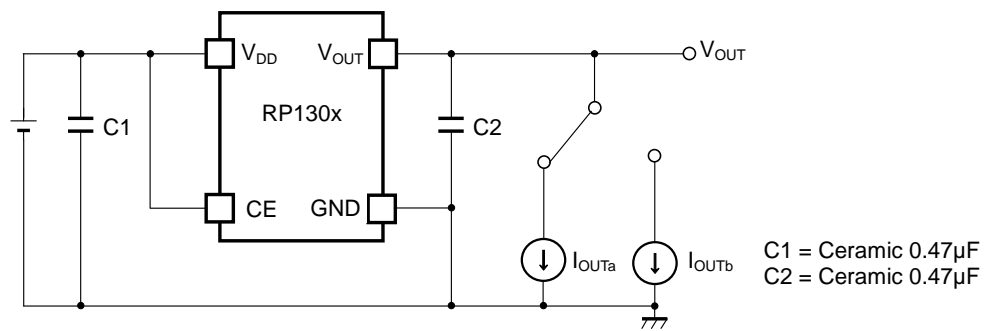 VDD
VOUT
VOUT
RP130x
C1
C2
CE
GND
IOUTa
IOUTb
C1 = Ceramic 0.47µF
C2 = Ceramic 0.47µF